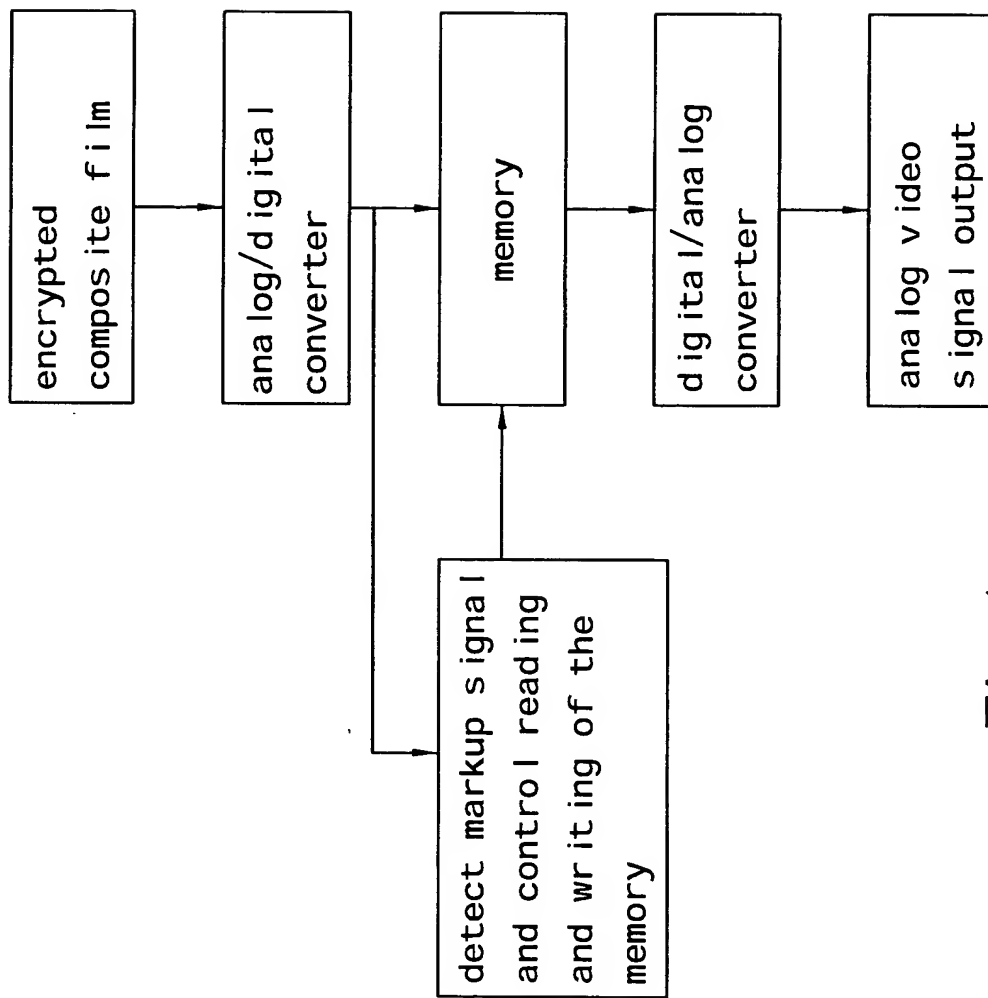 encrypted
composite film
analog/digital
converter
memory
digital/analog
converter
analog video
signal output
detect markup signal
and control reading
and writing of the
memory